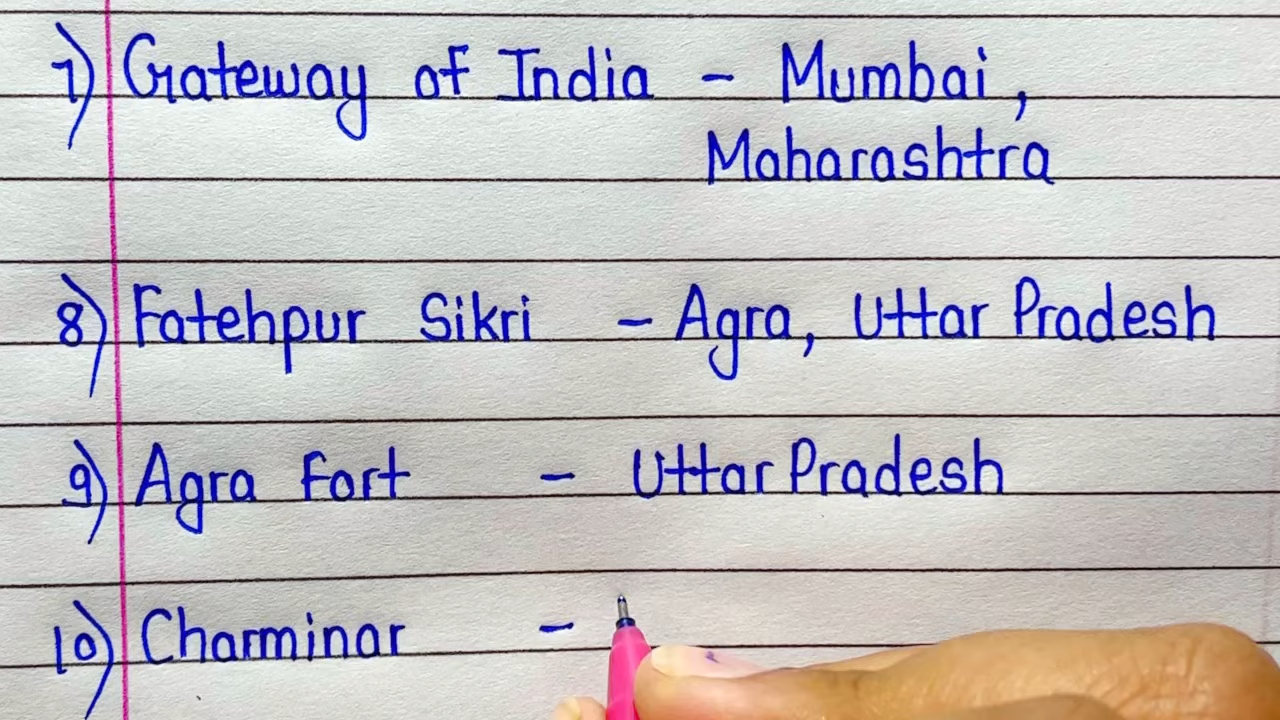 7) Gateway of India - Mumbai,
Maharashtra
8) Fatehpur Sikri - Agra, Uttar Pradesh
9) Agra Fort - Uttar Pradesh
10) Charminar -